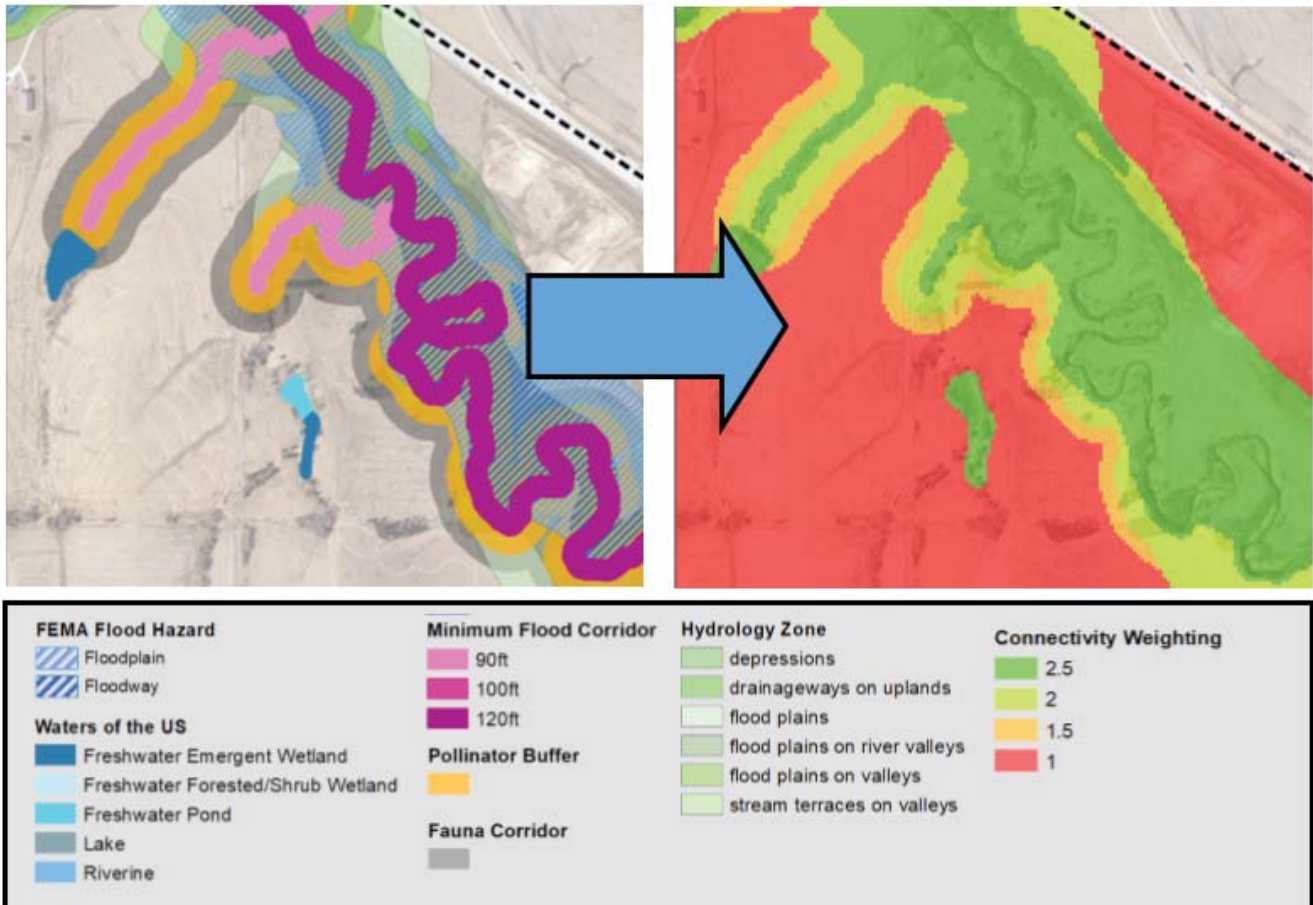 FEMA Flood Hazard
Floodplain
Floodway
Waters of the US
Freshwater Emergent Wetland
Freshwater Forested/Shrub Wetland
Freshwater Pond
Lake
Riverine
Minimum Flood Corridor
90ft
100ft
120ft
Pollinator Buffer
Fauna Corridor
Hydrology Zone
depressions
drainageways on uplands
flood plains
flood plains on river valleys
flood plains on valleys
stream terraces on valleys
Connectivity Weighting
2.5
2
1.5
1